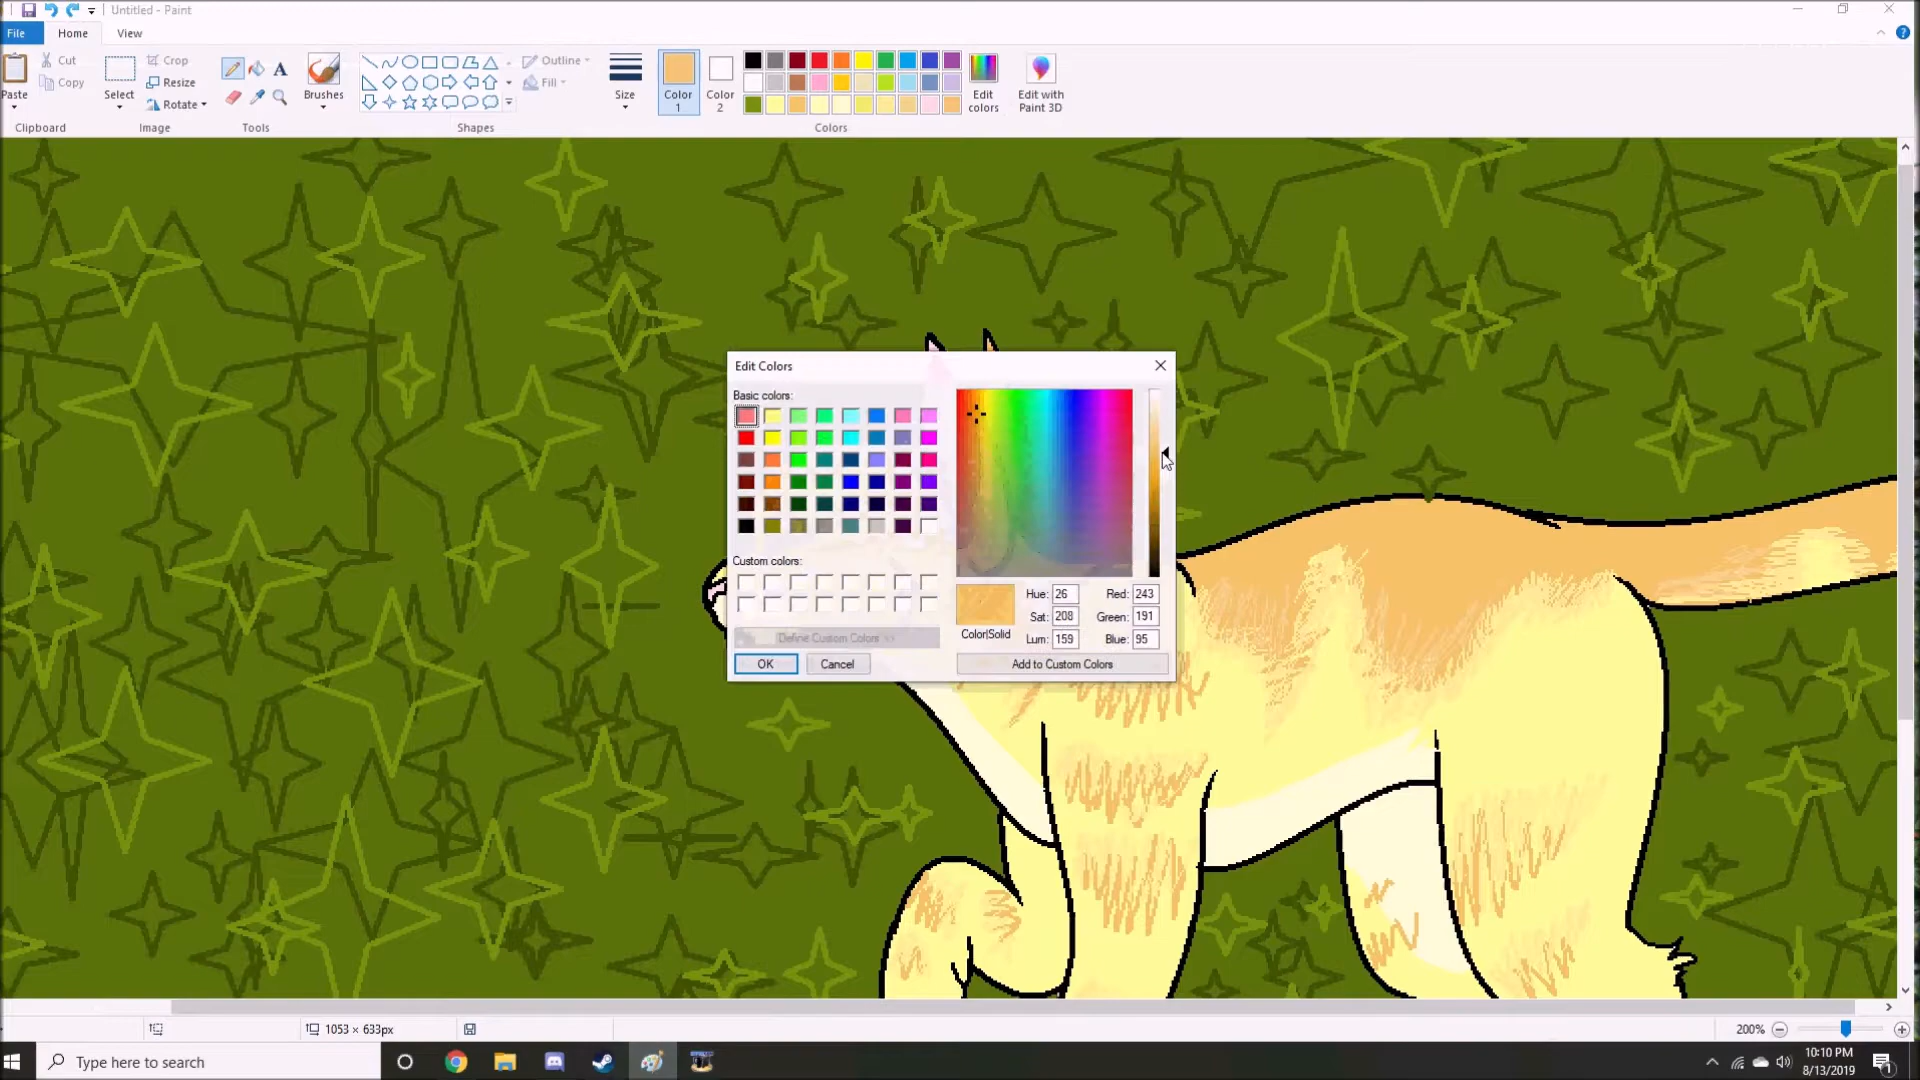 Untitled - Paint
File Home View
Paste
Cut
Copy
Clipboard
Select
Crop
Resize
Rotate
Image
A
Tools
Brushes
Outline
Fill
Shapes
Size
Color 1
Color 2
Edit colors
Edit with Paint 3D
Colors
Edit Colors
Basic colors:
Custom colors:
Define Custom Colors >>
OK Cancel
Color|Solid
Hue: 26 Red: 243
Sat: 208 Green: 191
Lum: 159 Blue: 95
Add to Custom Colors
1053 × 633px
200%
Type here to search
10:10 PM
8/13/2019
1